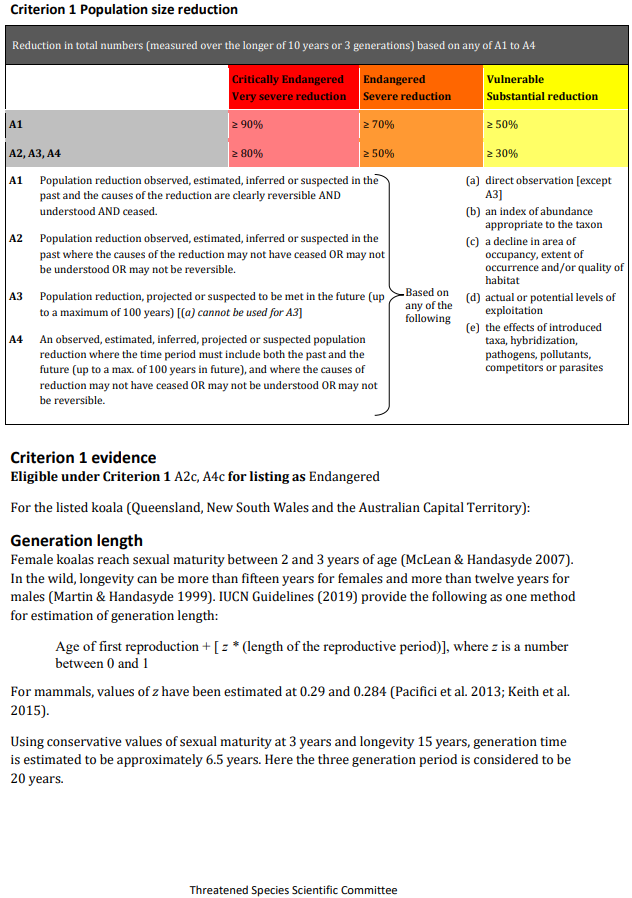 Criterion 1 Population size reduction
Reduction in total numbers (measured over the longer of 10 years or 3 generations) based on any of A1 to A4
Critically Endangered
Very severe reduction
Endangered
Severe reduction
Vulnerable
Substantial reduction
A1
≥ 90%
≥ 70%
≥ 50%
A2, A3, A4
≥ 80%
≥ 50%
≥ 30%
A1 Population reduction observed, estimated, inferred or suspected in the
past and the causes of the reduction are clearly reversible AND
understood AND ceased.
A2 Population reduction observed, estimated, inferred or suspected in the
past where the causes of the reduction may not have ceased OR may not
be understood OR may not be reversible.
A3 Population reduction, projected or suspected to be met in the future (up
to a maximum of 100 years) [(a) cannot be used for A3]
A4 An observed, estimated, inferred, projected or suspected population
reduction where the time period must include both the past and the
future (up to a max. of 100 years in future), and where the causes of
reduction may not have ceased OR may not be understood OR may not
be reversible.
Based on
any of the
following
(a) direct observation [except
A3]
(b) an index of abundance
appropriate to the taxon
(c) a decline in area of
occupancy, extent of
occurrence and/or quality of
habitat
(d) actual or potential levels of
exploitation
(e) the effects of introduced
taxa, hybridization,
pathogens, pollutants,
competitors or parasites
Criterion 1 evidence
Eligible under Criterion 1 A2c, A4c for listing as Endangered
For the listed koala (Queensland, New South Wales and the Australian Capital Territory):
Generation length
Female koalas reach sexual maturity between 2 and 3 years of age (McLean & Handasyde 2007).
In the wild, longevity can be more than fifteen years for females and more than twelve years for
males (Martin & Handasyde 1999). IUCN Guidelines (2019) provide the following as one method
for estimation of generation length:
Age of first reproduction + [ z * (length of the reproductive period)], where z is a number
between 0 and 1
For mammals, values of z have been estimated at 0.29 and 0.284 (Pacifici et al. 2013; Keith et al.
2015).
Using conservative values of sexual maturity at 3 years and longevity 15 years, generation time
is estimated to be approximately 6.5 years. Here the three generation period is considered to be
20 years.
Threatened Species Scientific Committee